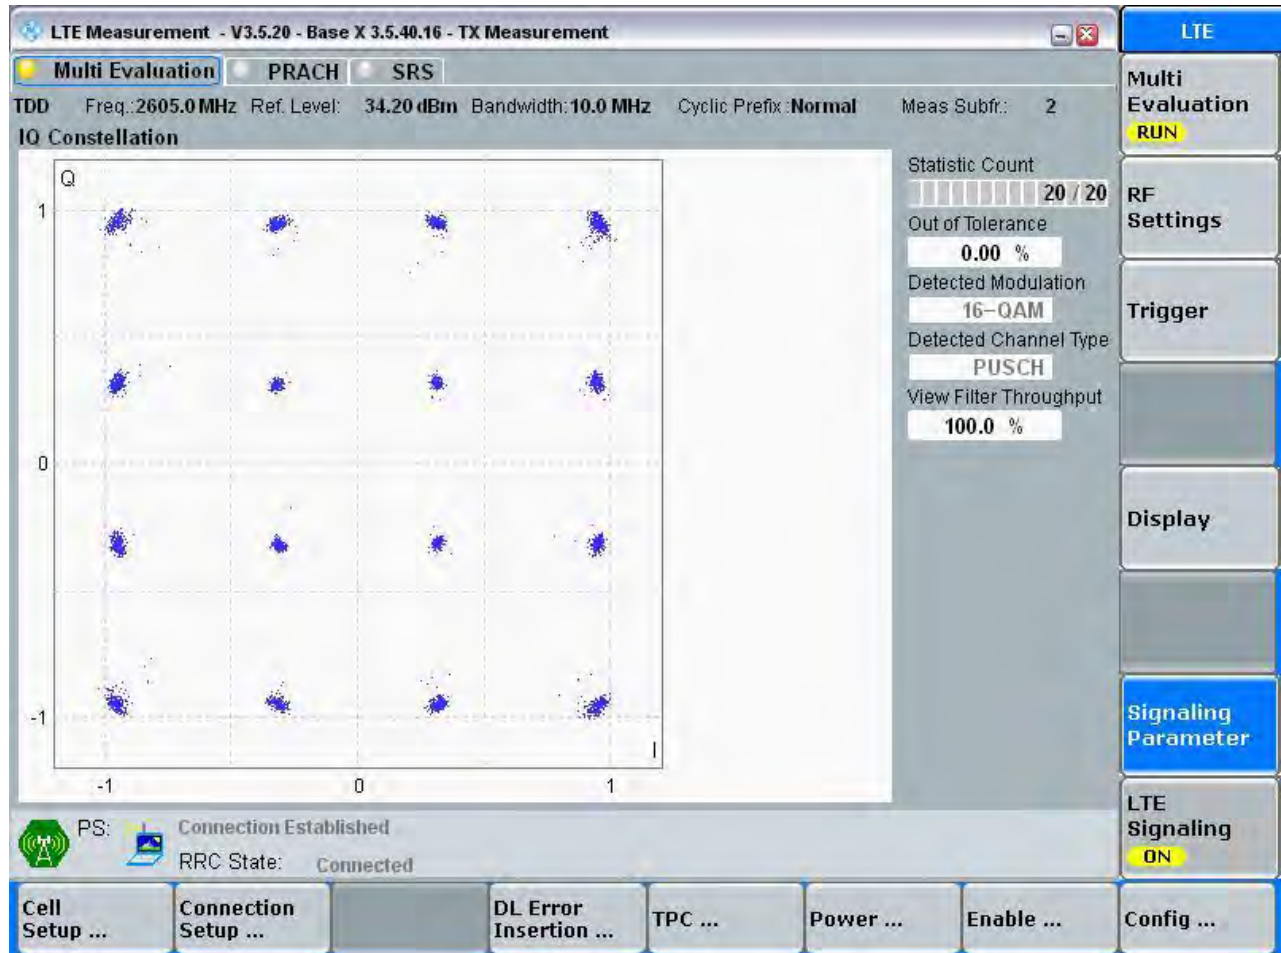 LTE Measurement - V3.5.20 - Base X 3.5.40.16 - TX Measurement
LTE
Multi Evaluation PRACH SRS
TDD Freq.:2605.0 MHz Ref. Level: 34.20 dBm Bandwidth:10.0 MHz Cyclic Prefix :Normal Meas Subfr.: 2
IQ Constellation
Q
1
0
-1
-1 0 1
I
Statistic Count
20 / 20
Out of Tolerance
0.00 %
Detected Modulation
16-QAM
Detected Channel Type
PUSCH
View Filter Throughput
100.0 %
Multi
Evaluation
RUN
RF
Settings
Trigger
Display
Signaling
Parameter
LTE
Signaling
ON
PS: Connection Established
RRC State: Connected
Cell
Setup ...
Connection
Setup ...
DL Error
Insertion ...
TPC ...
Power ...
Enable ...
Config ...